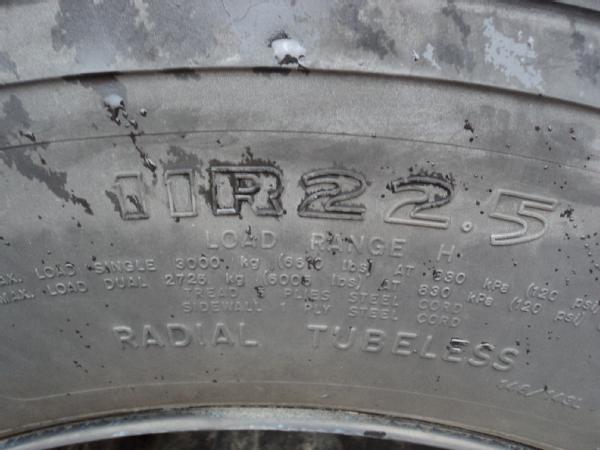 11R22.5
LOAD RANGE H
MAX. LOAD SINGLE 3000 kg (6610 lbs) AT 830 kPa (120 psi)
MAX. LOAD DUAL 2725 kg (6005 lbs) AT 830 kPa (120 psi)
TREAD PLIES STEEL CORD
SIDEWALL 1 PLY STEEL CORD
RADIAL TUBELESS